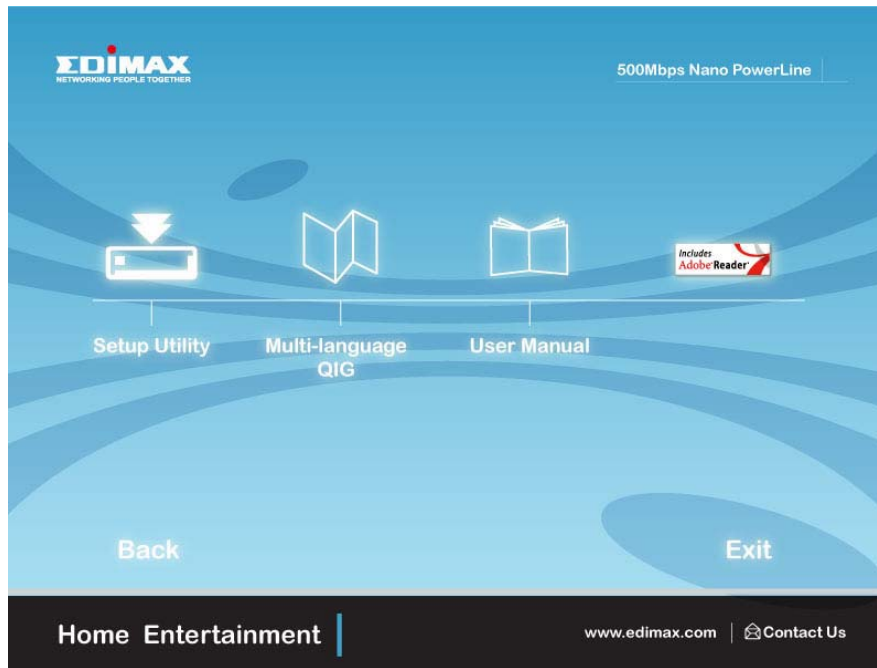 EDIMAX
NETWORKING PEOPLE TOGETHER
500Mbps Nano PowerLine
Includes
Adobe Reader
Setup Utility
Multi-language
QIG
User Manual
Back
Exit
Home Entertainment
www.edimax.com
Contact Us